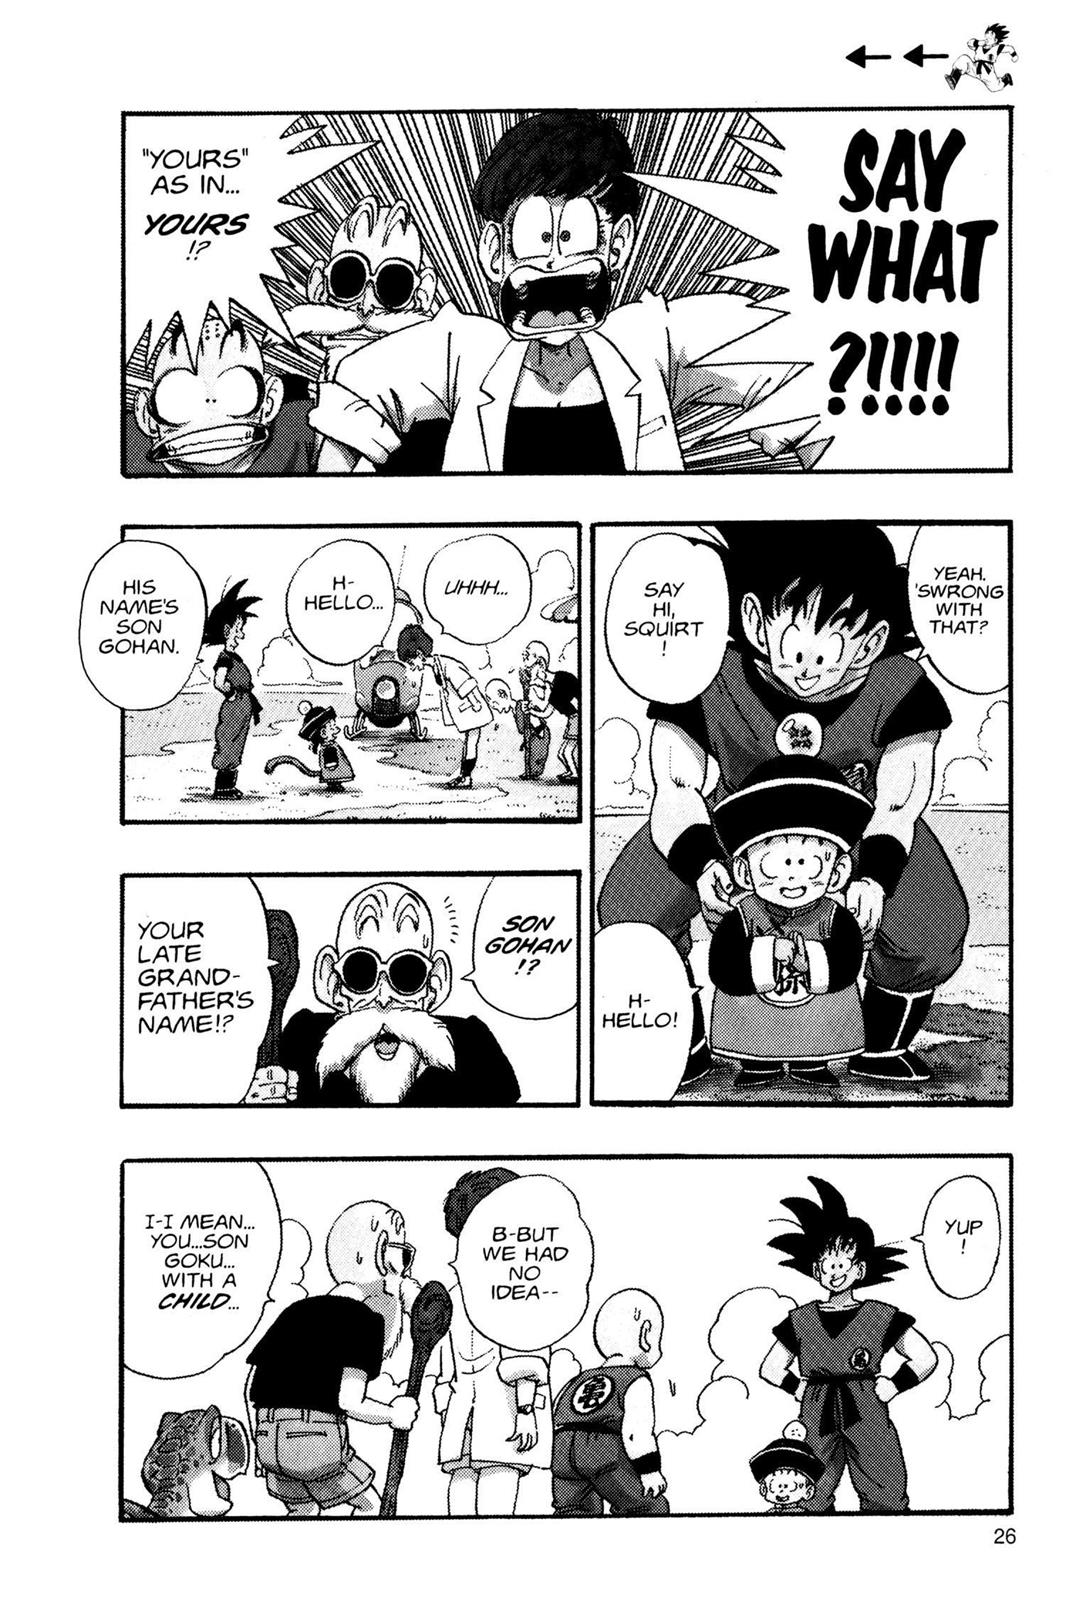 SAY
WHAT
?!!!!
"YOURS"
AS IN...
YOURS
!?
YEAH.
'SWRONG
WITH
THAT?
SAY
HI,
SQUIRT
!
H-
HELLO!
UHHH...
H-
HELLO...
HIS
NAME'S
SON
GOHAN.
SON
GOHAN
!?
YOUR
LATE
GRAND-
FATHER'S
NAME!?
YUP
!
B-BUT
WE HAD
NO
IDEA--
I-I MEAN...
YOU...SON
GOKU...
WITH A
CHILD...
亀
亀
26